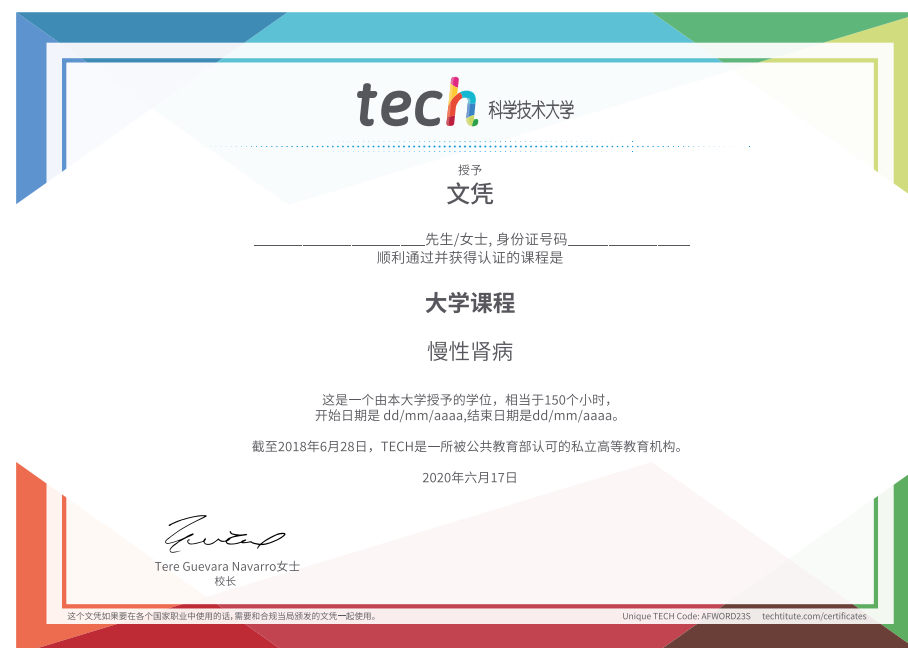 tech 科学技术大学
授予
文凭
______________________先生/女士, 身份证号码________________
顺利通过并获得认证的课程是
大学课程
慢性肾病
这是一个由本大学授予的学位，相当于150个小时，
开始日期是 dd/mm/aaaa,结束日期是dd/mm/aaaa。
截至2018年6月28日，TECH是一所被公共教育部认可的私立高等教育机构。
2020年六月17日
Tere Guevara Navarro女士
校长
这个文凭如果要在各个国家职业中使用的话, 需要和合规当局颁发的文凭一起使用。
Unique TECH Code: AFWORD23S techtitute.com/certificates